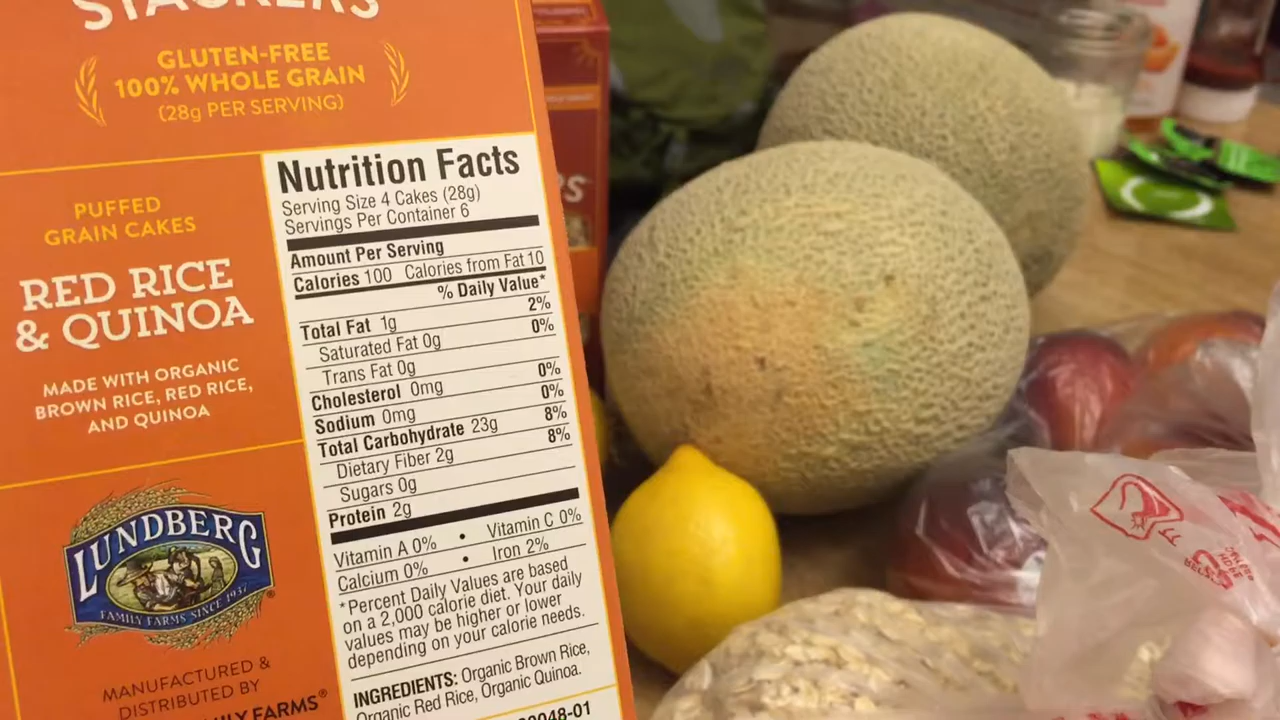 STACKERS
GLUTEN-FREE
100% WHOLE GRAIN
(28g PER SERVING)
PUFFED
GRAIN CAKES
RED RICE
& QUINOA
MADE WITH ORGANIC
BROWN RICE, RED RICE,
AND QUINOA
LUNDBERG
FAMILY FARMS SINCE 1937
MANUFACTURED &
DISTRIBUTED BY
FARMS®
Nutrition Facts
Serving Size 4 Cakes (28g)
Servings Per Container 6
Amount Per Serving
Calories 100 Calories from Fat 10
% Daily Value*
Total Fat 1g 2%
Saturated Fat 0g 0%
Trans Fat 0g
Cholesterol 0mg 0%
Sodium 0mg 0%
Total Carbohydrate 23g 8%
Dietary Fiber 2g 8%
Sugars 0g
Protein 2g
Vitamin A 0% • Vitamin C 0%
Calcium 0% • Iron 2%
*Percent Daily Values are based
on a 2,000 calorie diet. Your daily
values may be higher or lower
depending on your calorie needs.
INGREDIENTS: Organic Brown Rice,
Organic Red Rice, Organic Quinoa.
0048-01